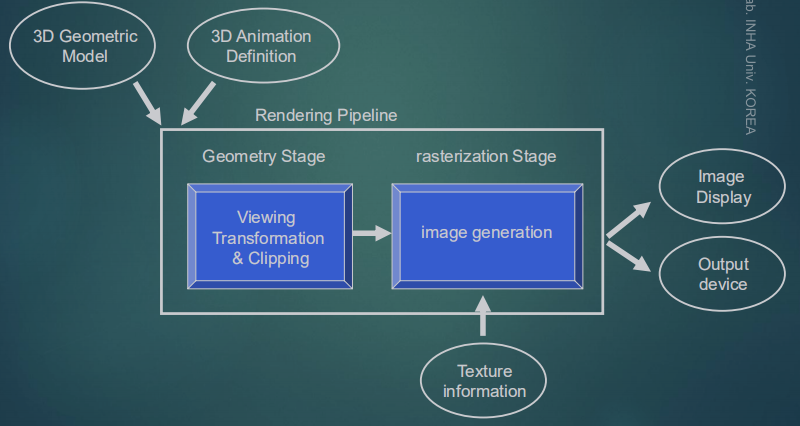 3D Geometric
Model
3D Animation
Definition
Rendering Pipeline
Geometry Stage
rasterization Stage
Viewing
Transformation
& Clipping
image generation
Image
Display
Output
device
Texture
information
INHA Univ. KOREA